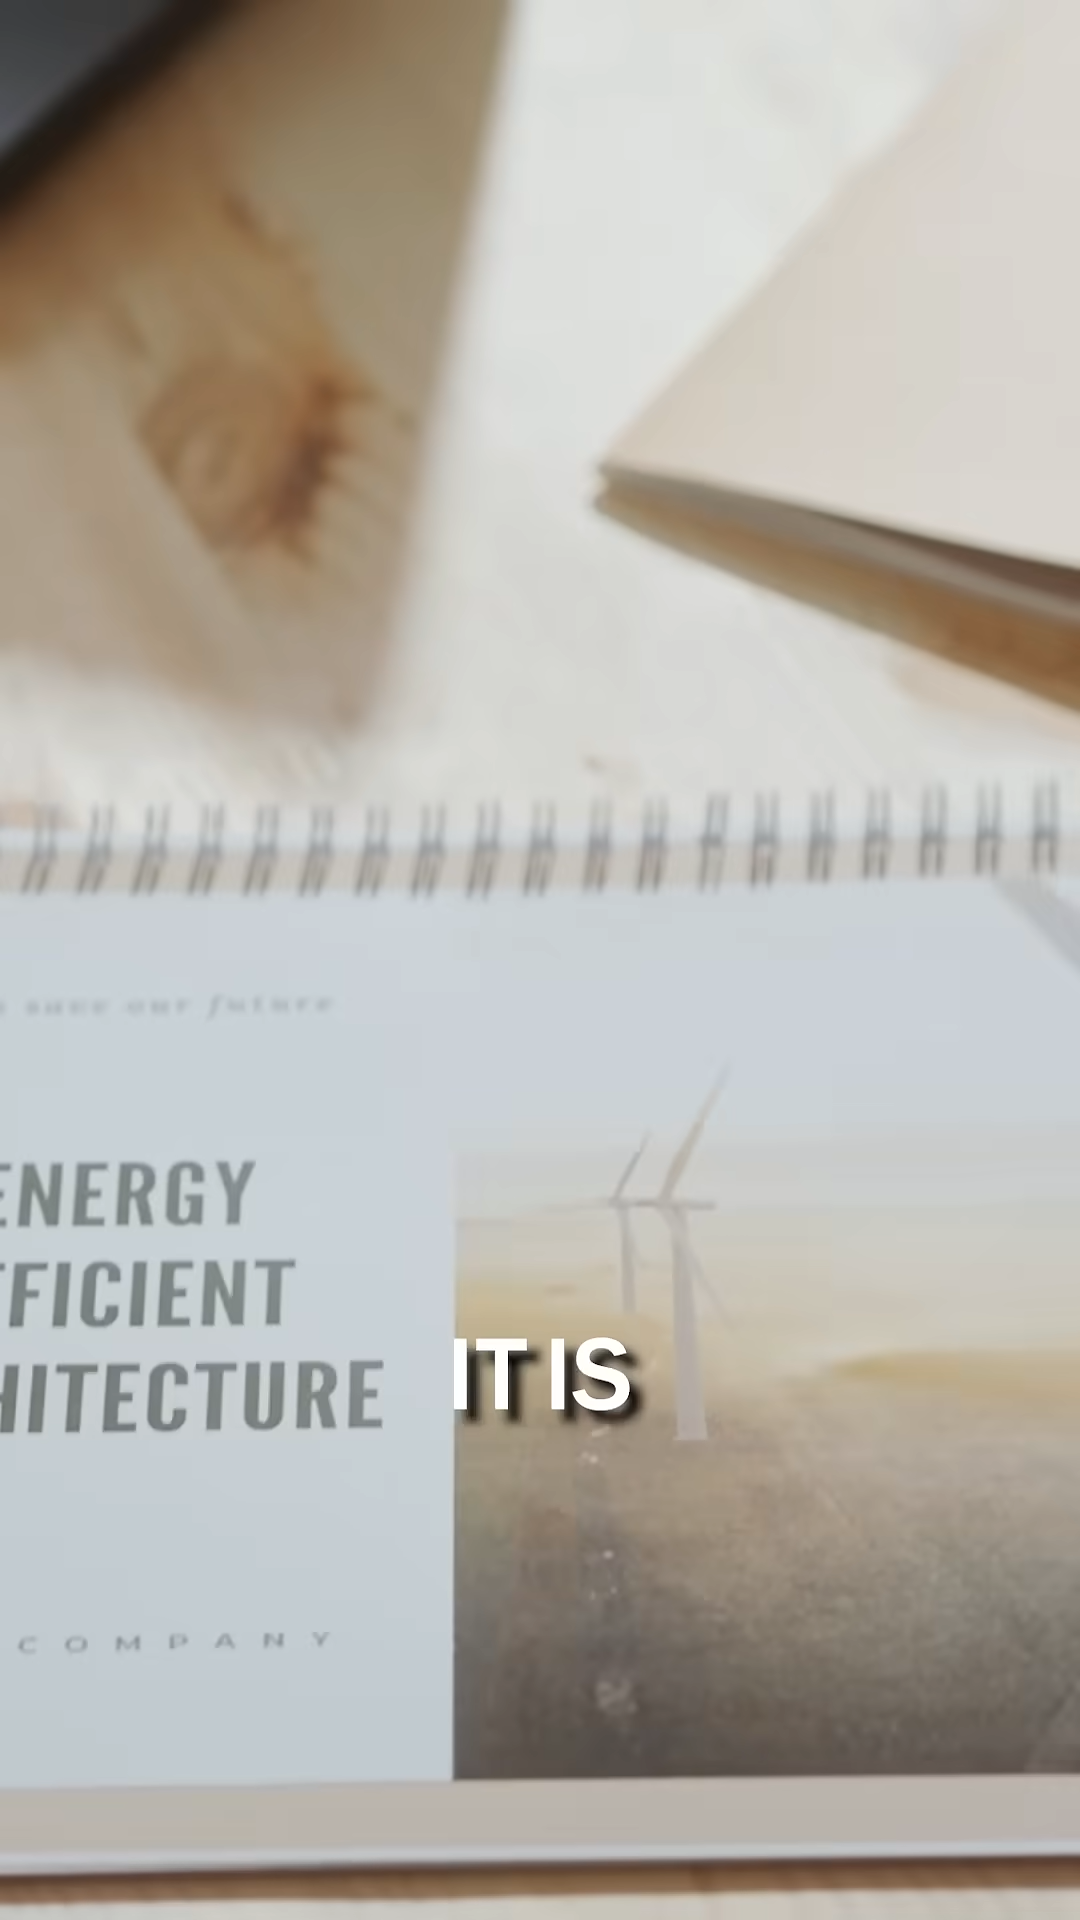 save our future
ENERGY
FFICIENT
HITECTURE
IT IS
COMPANY